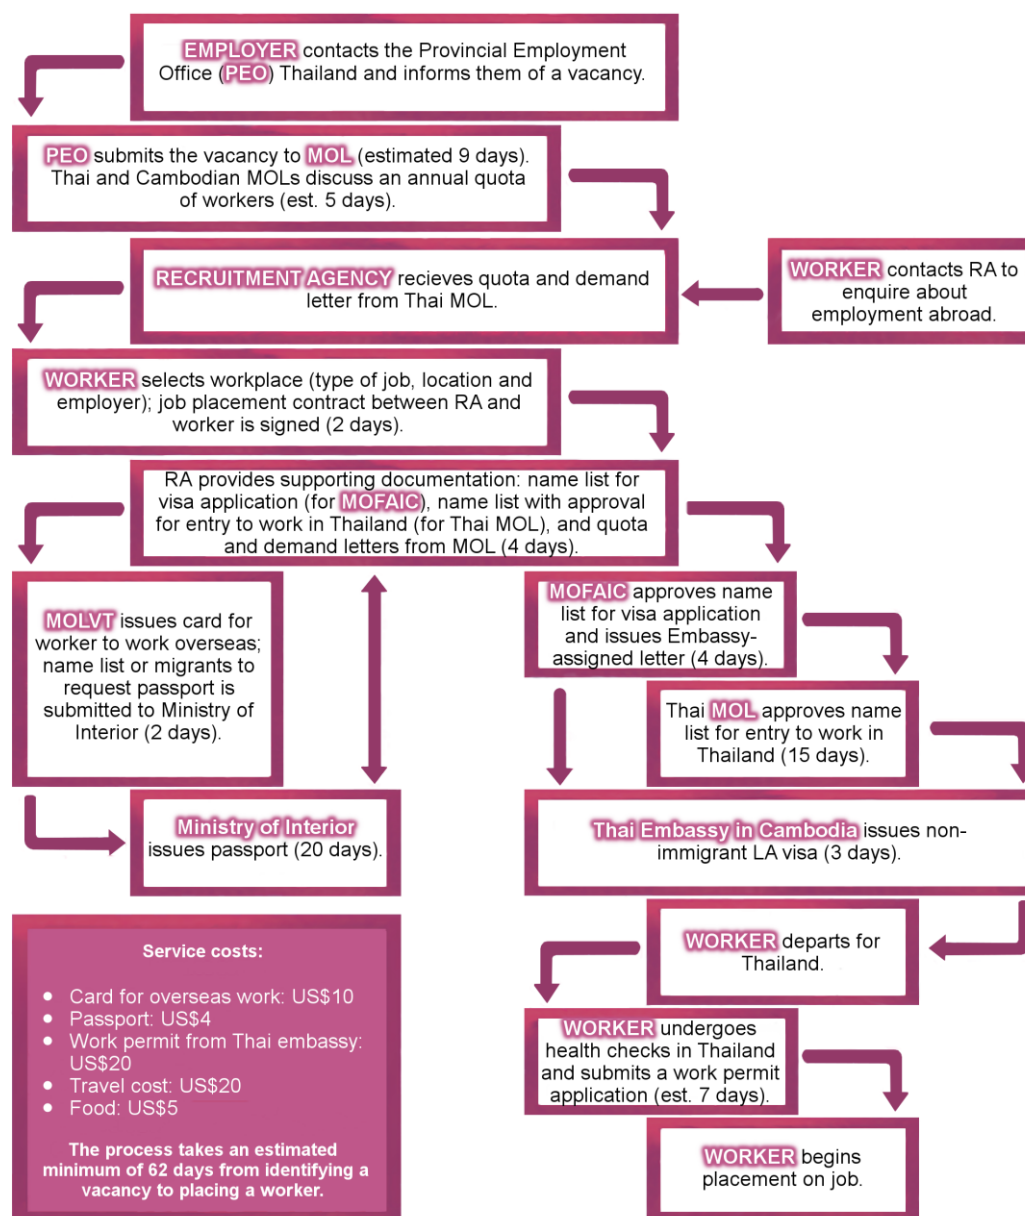 EMPLOYER contacts the Provincial Employment
Office (PEO) Thailand and informs them of a vacancy.
PEO submits the vacancy to MOL (estimated 9 days).
Thai and Cambodian MOLs discuss an annual quota
of workers (est. 5 days).
RECRUITMENT AGENCY recieves quota and demand
letter from Thai MOL.
WORKER contacts RA to
enquire about
employment abroad.
WORKER selects workplace (type of job, location and
employer); job placement contract between RA and
worker is signed (2 days).
RA provides supporting documentation: name list for
visa application (for MOFAIC), name list with approval
for entry to work in Thailand (for Thai MOL), and quota
and demand letters from MOL (4 days).
MOLVT issues card for
worker to work overseas;
name list or migrants to
request passport is
submitted to Ministry of
Interior (2 days).
MOFAIC approves name
list for visa application
and issues Embassy-
assigned letter (4 days).
Thai MOL approves name
list for entry to work in
Thailand (15 days).
Ministry of Interior
issues passport (20 days).
Thai Embassy in Cambodia issues non-
immigrant LA visa (3 days).
WORKER departs for
Thailand.
WORKER undergoes
health checks in Thailand
and submits a work permit
application (est. 7 days).
WORKER begins
placement on job.
Service costs:
• Card for overseas work: US$10
• Passport: US$4
• Work permit from Thai embassy:
US$20
• Travel cost: US$20
• Food: US$5
The process takes an estimated
minimum of 62 days from identifying a
vacancy to placing a worker.